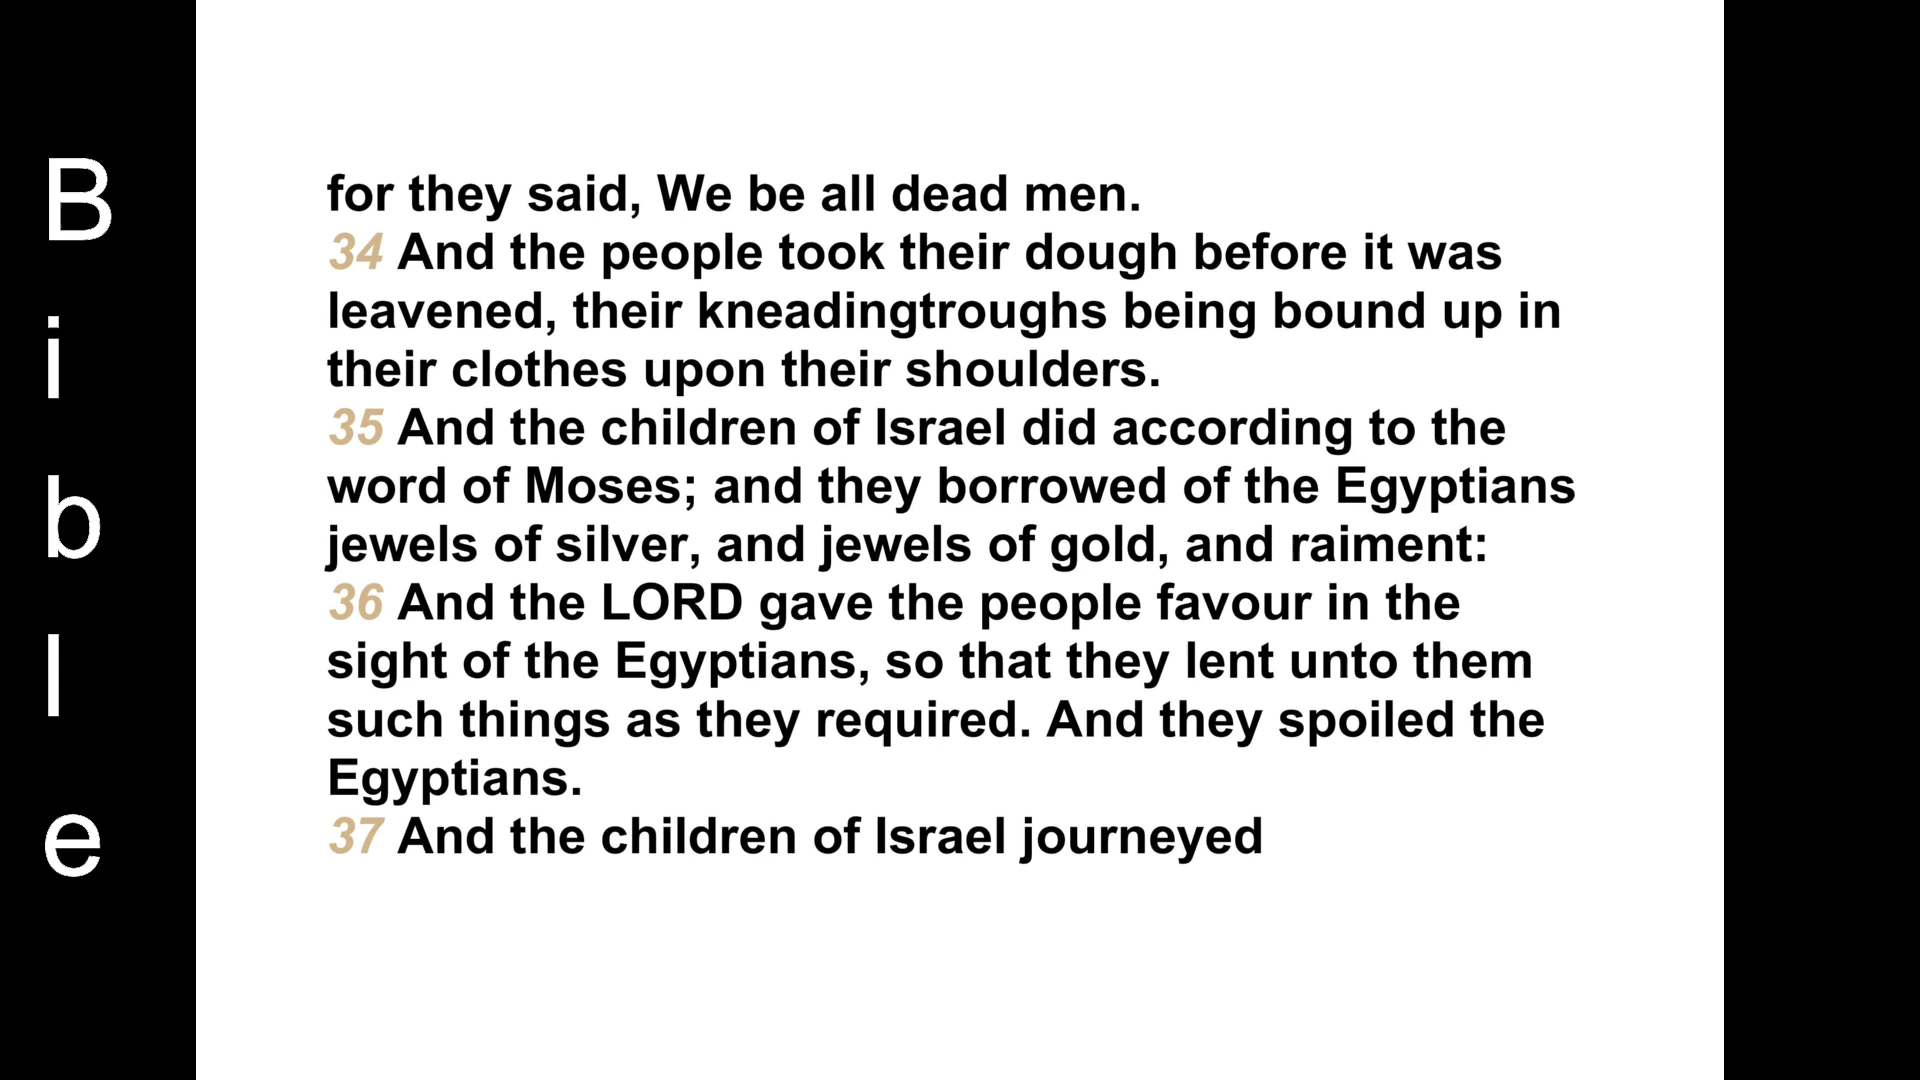 Bible
for they said, We be all dead men.
34 And the people took their dough before it was
leavened, their kneadingtroughs being bound up in
their clothes upon their shoulders.
35 And the children of Israel did according to the
word of Moses; and they borrowed of the Egyptians
jewels of silver, and jewels of gold, and raiment:
36 And the LORD gave the people favour in the
sight of the Egyptians, so that they lent unto them
such things as they required. And they spoiled the
Egyptians.
37 And the children of Israel journeyed